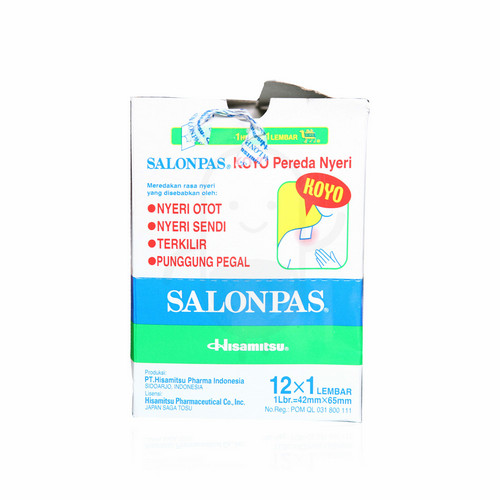 1 LEMBAR
SALONPAS® KOYO Pereda Nyeri
Meredakan rasa nyeri
yang disebabkan oleh:
KOYO
●NYERI OTOT
●NYERI SENDI
●TERKILIR
●PUNGGUNG PEGAL
SALONPAS®
Hisamitsu®
Produksi:
PT.Hisamitsu Pharma Indonesia
SIDOARJO, INDONESIA
Lisensi:
Hisamitsu Pharmaceutical Co., Inc.
JAPAN SAGA TOSU
12×1 LEMBAR
1Lbr.=42mm×65mm
No Reg.: POM QL 031 800 111